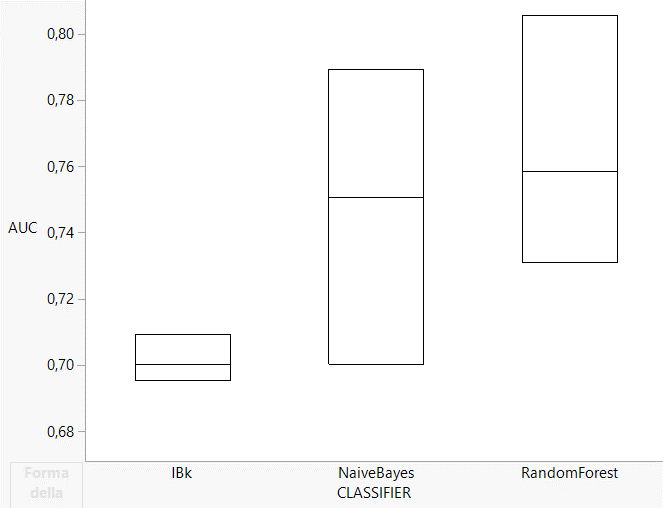 0,80
0,78
0,76
AUC
0,74
0,72
0,70
0,68
Forma
della
IBk
NaiveBayes
RandomForest
CLASSIFIER